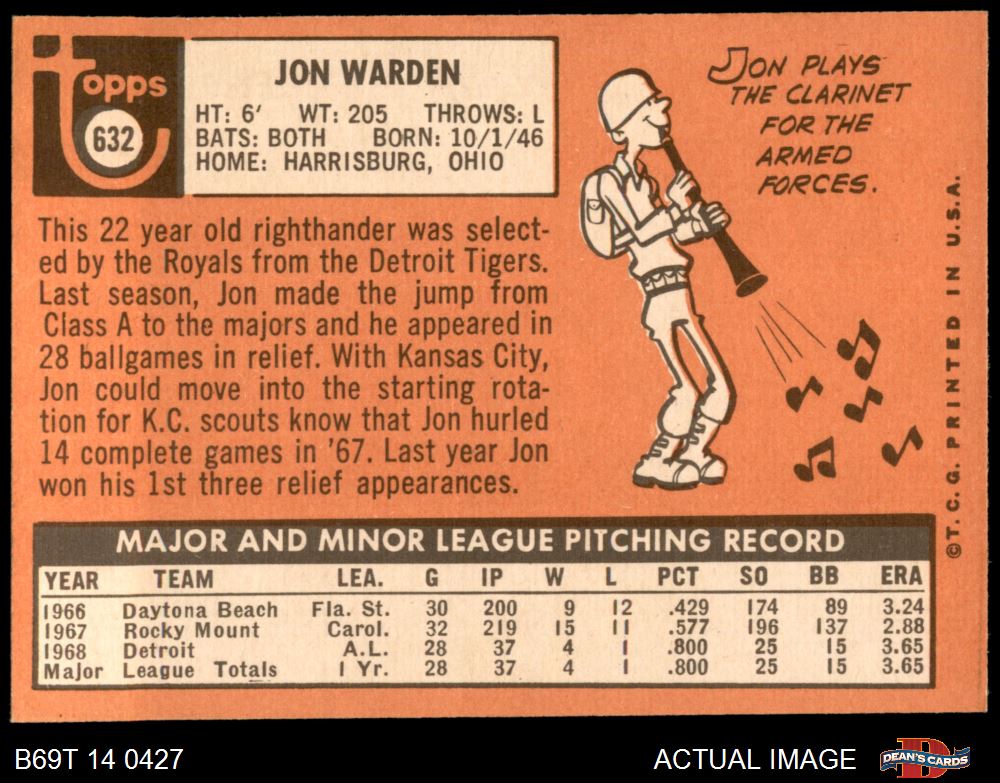 Topps
632
JON WARDEN
HT: 6' WT: 205 THROWS: L
BATS: BOTH BORN: 10/1/46
HOME: HARRISBURG, OHIO
This 22 year old righthander was select-
ed by the Royals from the Detroit Tigers.
Last season, Jon made the jump from
Class A to the majors and he appeared in
28 ballgames in relief. With Kansas City,
Jon could move into the starting rota-
tion for K.C. scouts know that Jon hurled
14 complete games in '67. Last year Jon
won his 1st three relief appearances.
JON PLAYS
THE CLARINET
FOR THE
ARMED
FORCES.
©T.C.G. PRINTED IN U.S.A.
MAJOR AND MINOR LEAGUE PITCHING RECORD
YEAR TEAM LEA. G IP W L PCT SO BB ERA
1966 Daytona Beach Fla. St. 30 200 9 12 .429 174 89 3.24
1967 Rocky Mount Carol. 32 219 15 11 .577 196 137 2.88
1968 Detroit A.L. 28 37 4 1 .800 25 15 3.65
Major League Totals 1 Yr. 28 37 4 1 .800 25 15 3.65
B69T 14 0427
ACTUAL IMAGE
DEAN'S CARDS